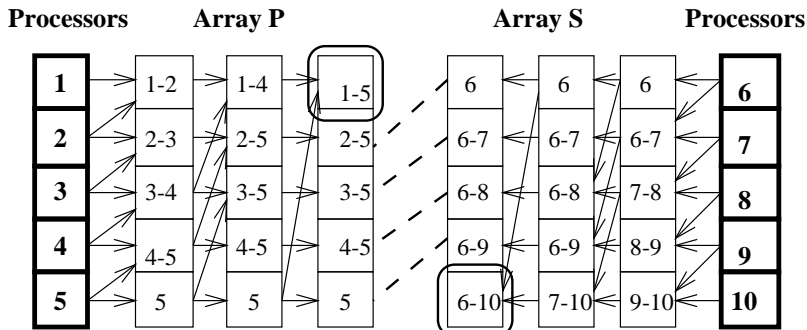 Processors Array P Array S Processors
1 1-2 1-4 1-5 6 6 6 6
2 2-3 2-5 2-5 6-7 6-7 6-7 7
3 3-4 3-5 3-5 6-8 6-8 7-8 8
4 4-5 4-5 4-5 6-9 6-9 8-9 9
5 5 5 5 6-10 7-10 9-10 10